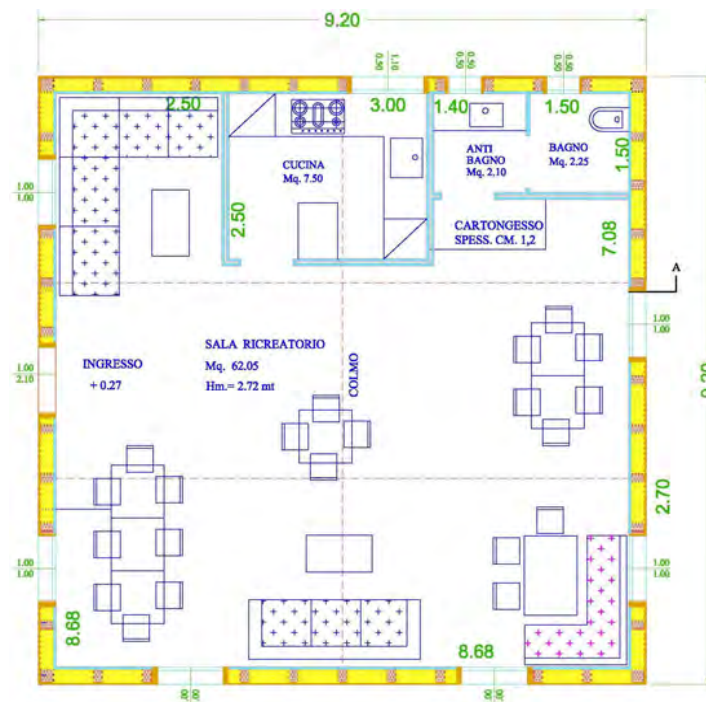 9.20
0.50
1.10
0.50
0.50
0.50
0.50
2.50
3.00
1.40
1.50
CUCINA
Mq. 7.50
ANTI
BAGNO
Mq. 2,10
BAGNO
Mq. 2,25
1.50
2.50
CARTONGESSO
SPESS. CM. 1,2
7.08
1.00
1.00
A
1.00
1.00
SALA RICREATORIO
Mq. 62.05
Hm.= 2.72 mt
INGRESSO
+ 0.27
1.00
2.10
COLMO
2.70
1.00
1.00
1.00
1.00
8.68
8.68